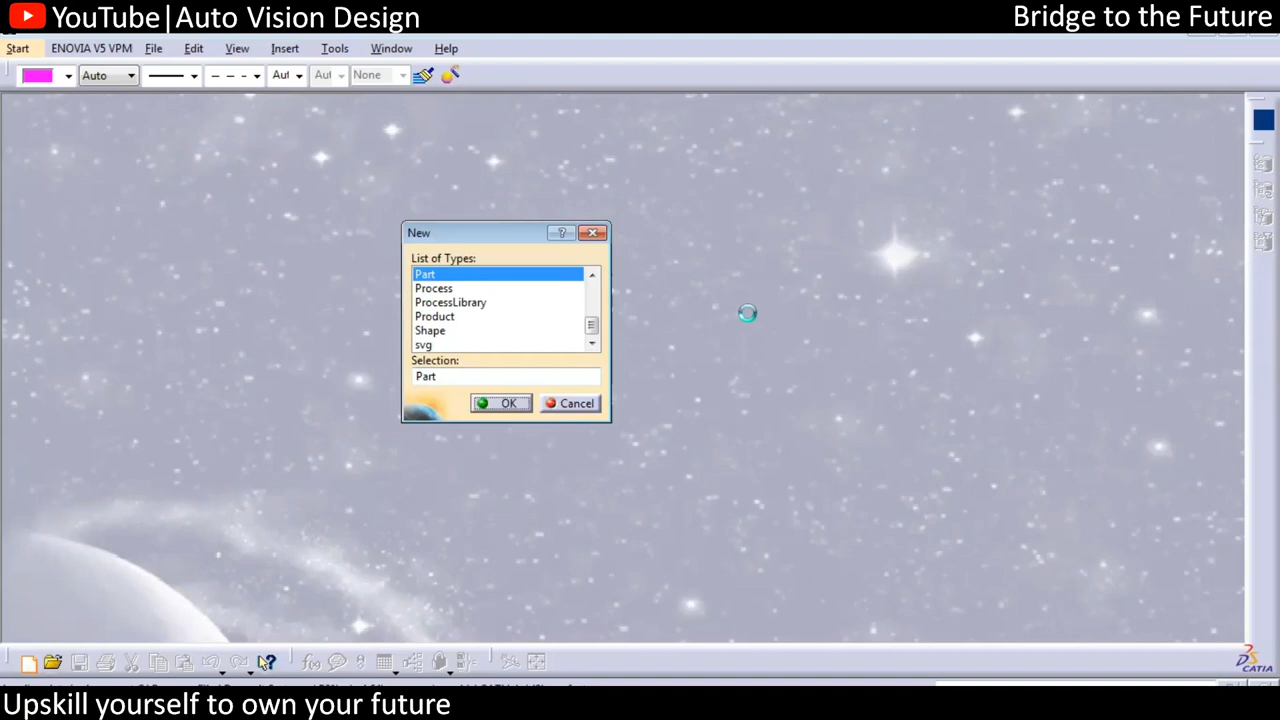 YouTube|Auto Vision Design
Bridge to the Future
Start ENOVIA V5 VPM File Edit View Insert Tools Window Help
Auto Aut Aut None
New
List of Types:
Part
Process
ProcessLibrary
Product
Shape
svg
Selection:
Part
OK Cancel
CATIA
Upskill yourself to own your future